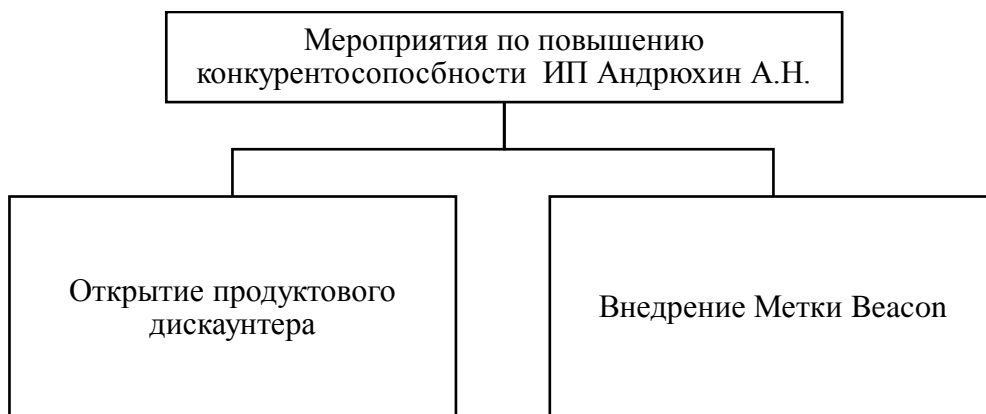 Мероприятия по повышению
конкурентосопосбности ИП Андрюхин А.Н.
Открытие продуктового
дискаунтера
Внедрение Метки Beacon